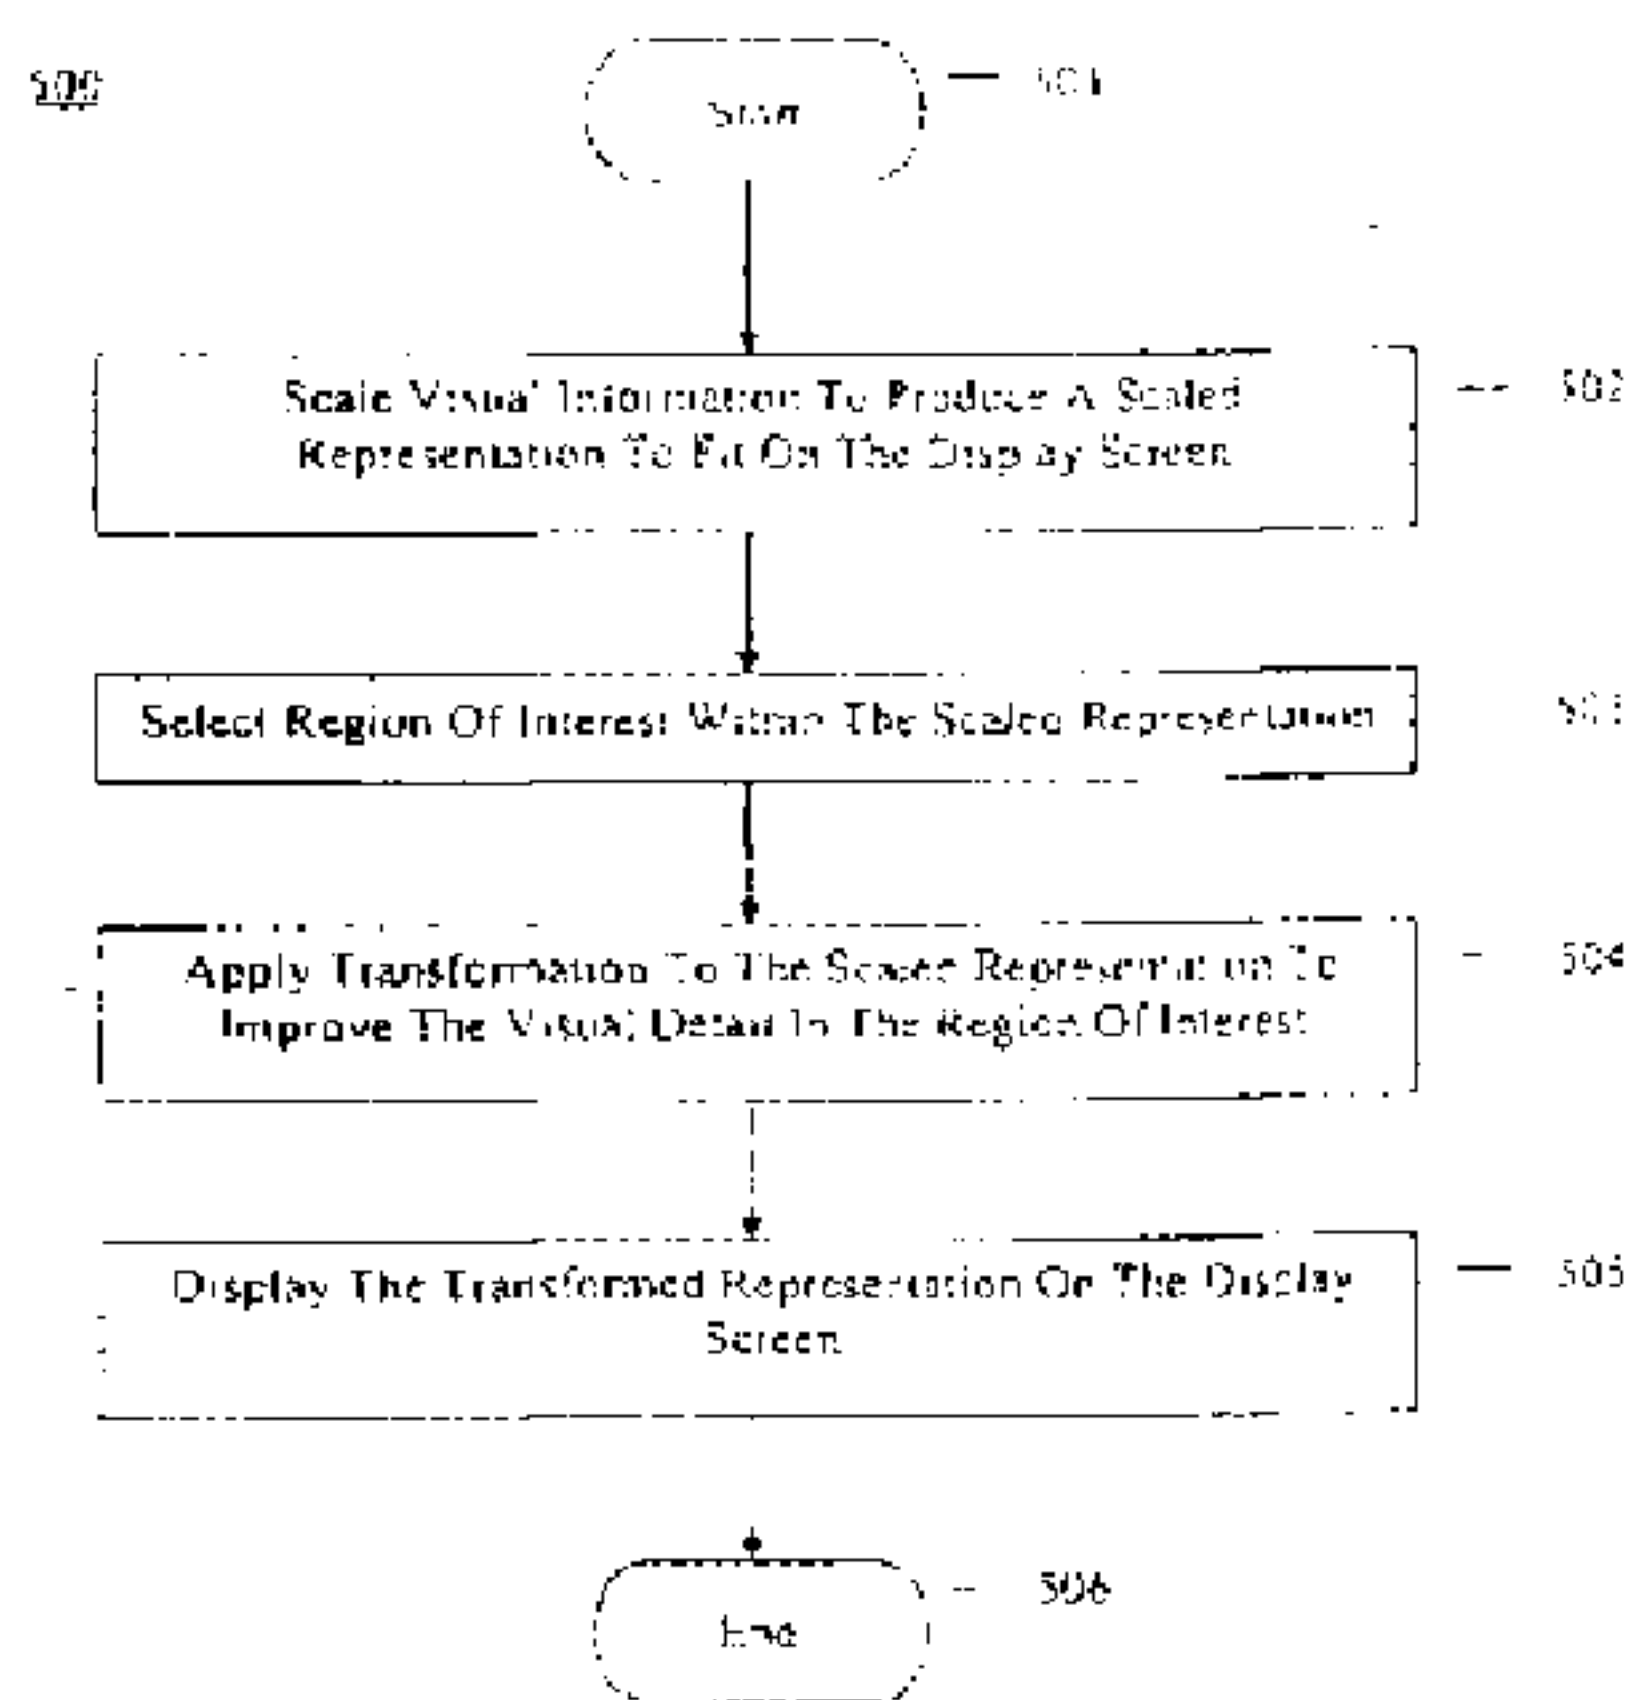 500
Start
501
Scale Visual Information To Produce A Scaled
Representation To Fit On The Display Screen
502
Select Region Of Interest Within The Scaled Representation
Apply Transformation To The Scaled Representation To
Improve The Visual Detail In The Region Of Interest
504
Display The Transformed Representation On The Display
Screen
505
End
506